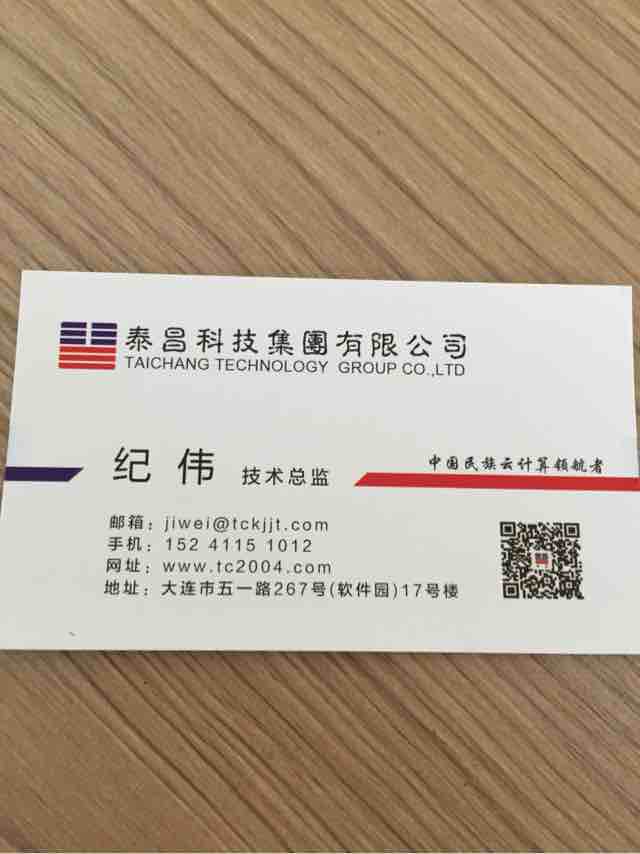 泰昌科技集團有限公司
TAICHANG TECHNOLOGY GROUP CO.,LTD
纪 伟 技术总监
中国民族云计算领航者
邮箱：jiwei@tckjjt.com
手机：152 4115 1012
网址：www.tc2004.com
地址：大连市五一路267号(软件园)17号楼